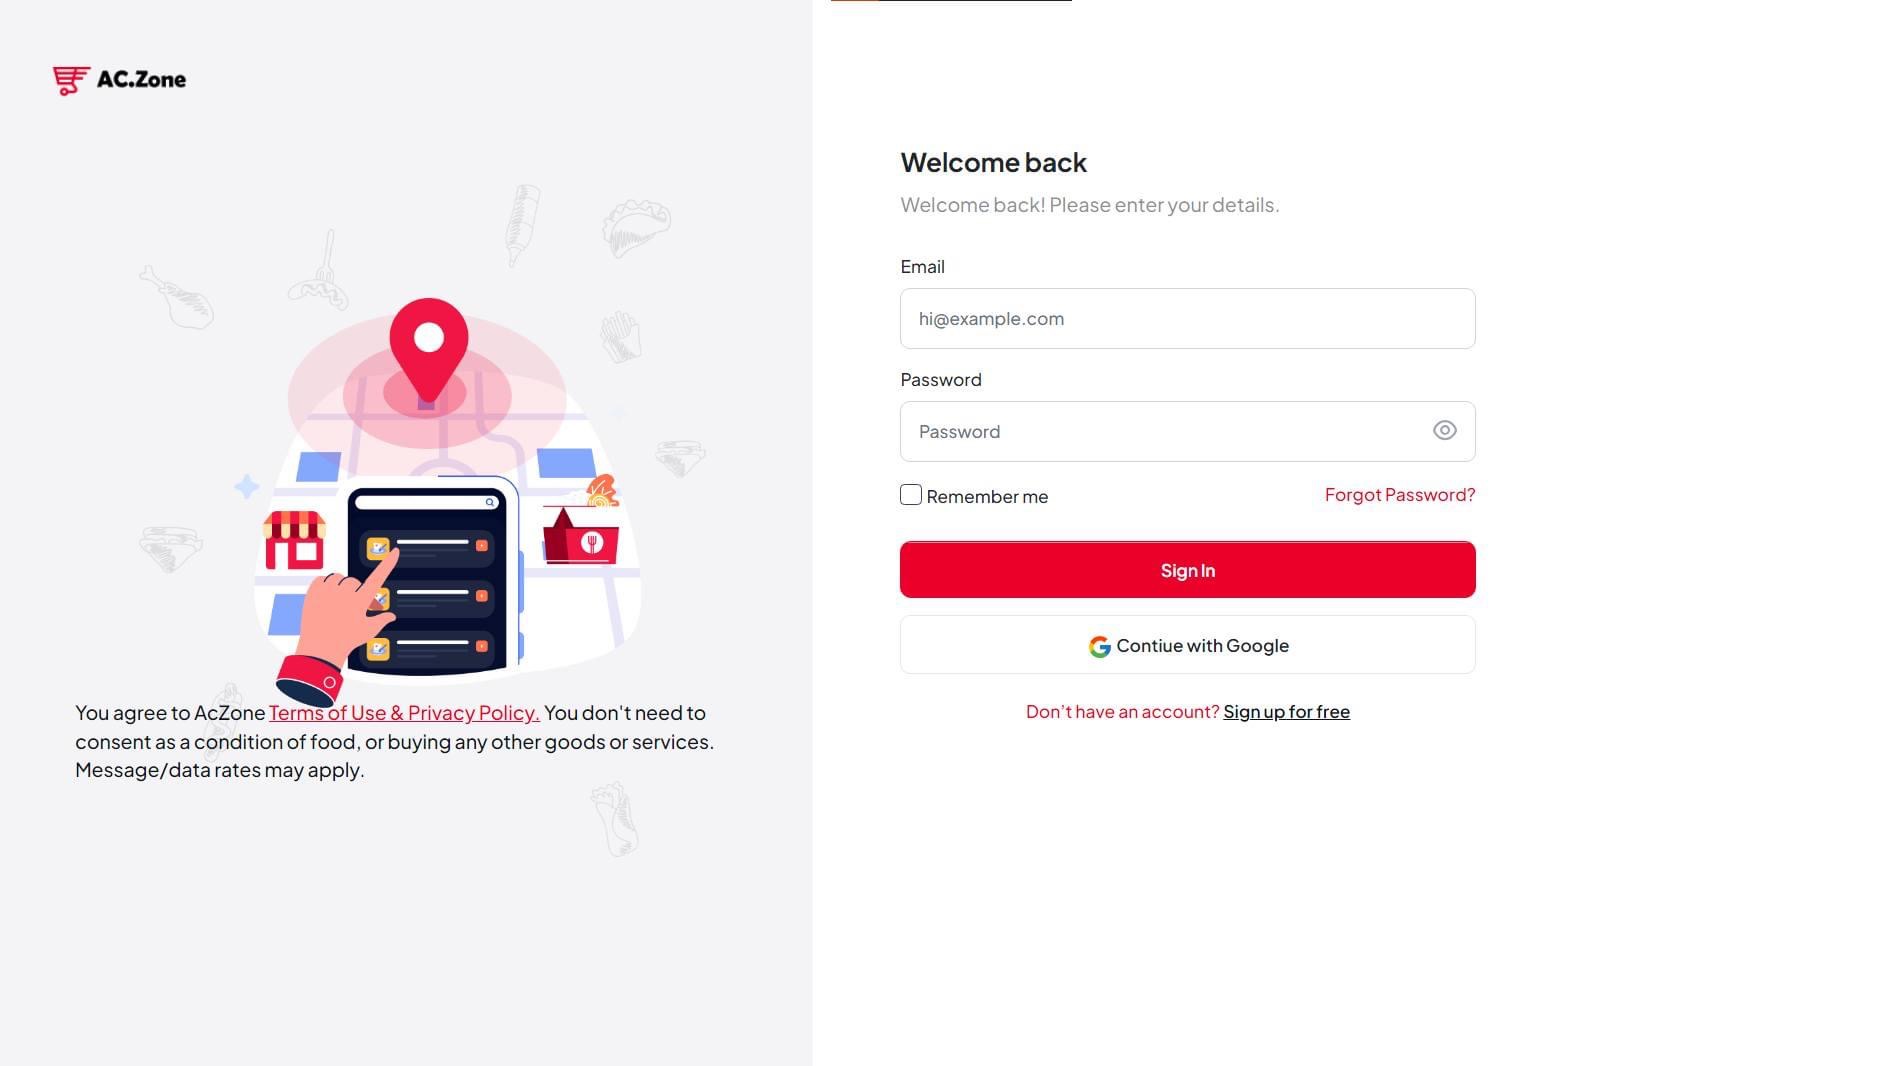 AC.Zone
You agree to AcZone Terms of Use & Privacy Policy. You don't need to
consent as a condition of food, or buying any other goods or services.
Message/data rates may apply.
Welcome back
Welcome back! Please enter your details.
Email
hi@example.com
Password
Password
Remember me
Forgot Password?
Sign In
Contiue with Google
Don’t have an account? Sign up for free